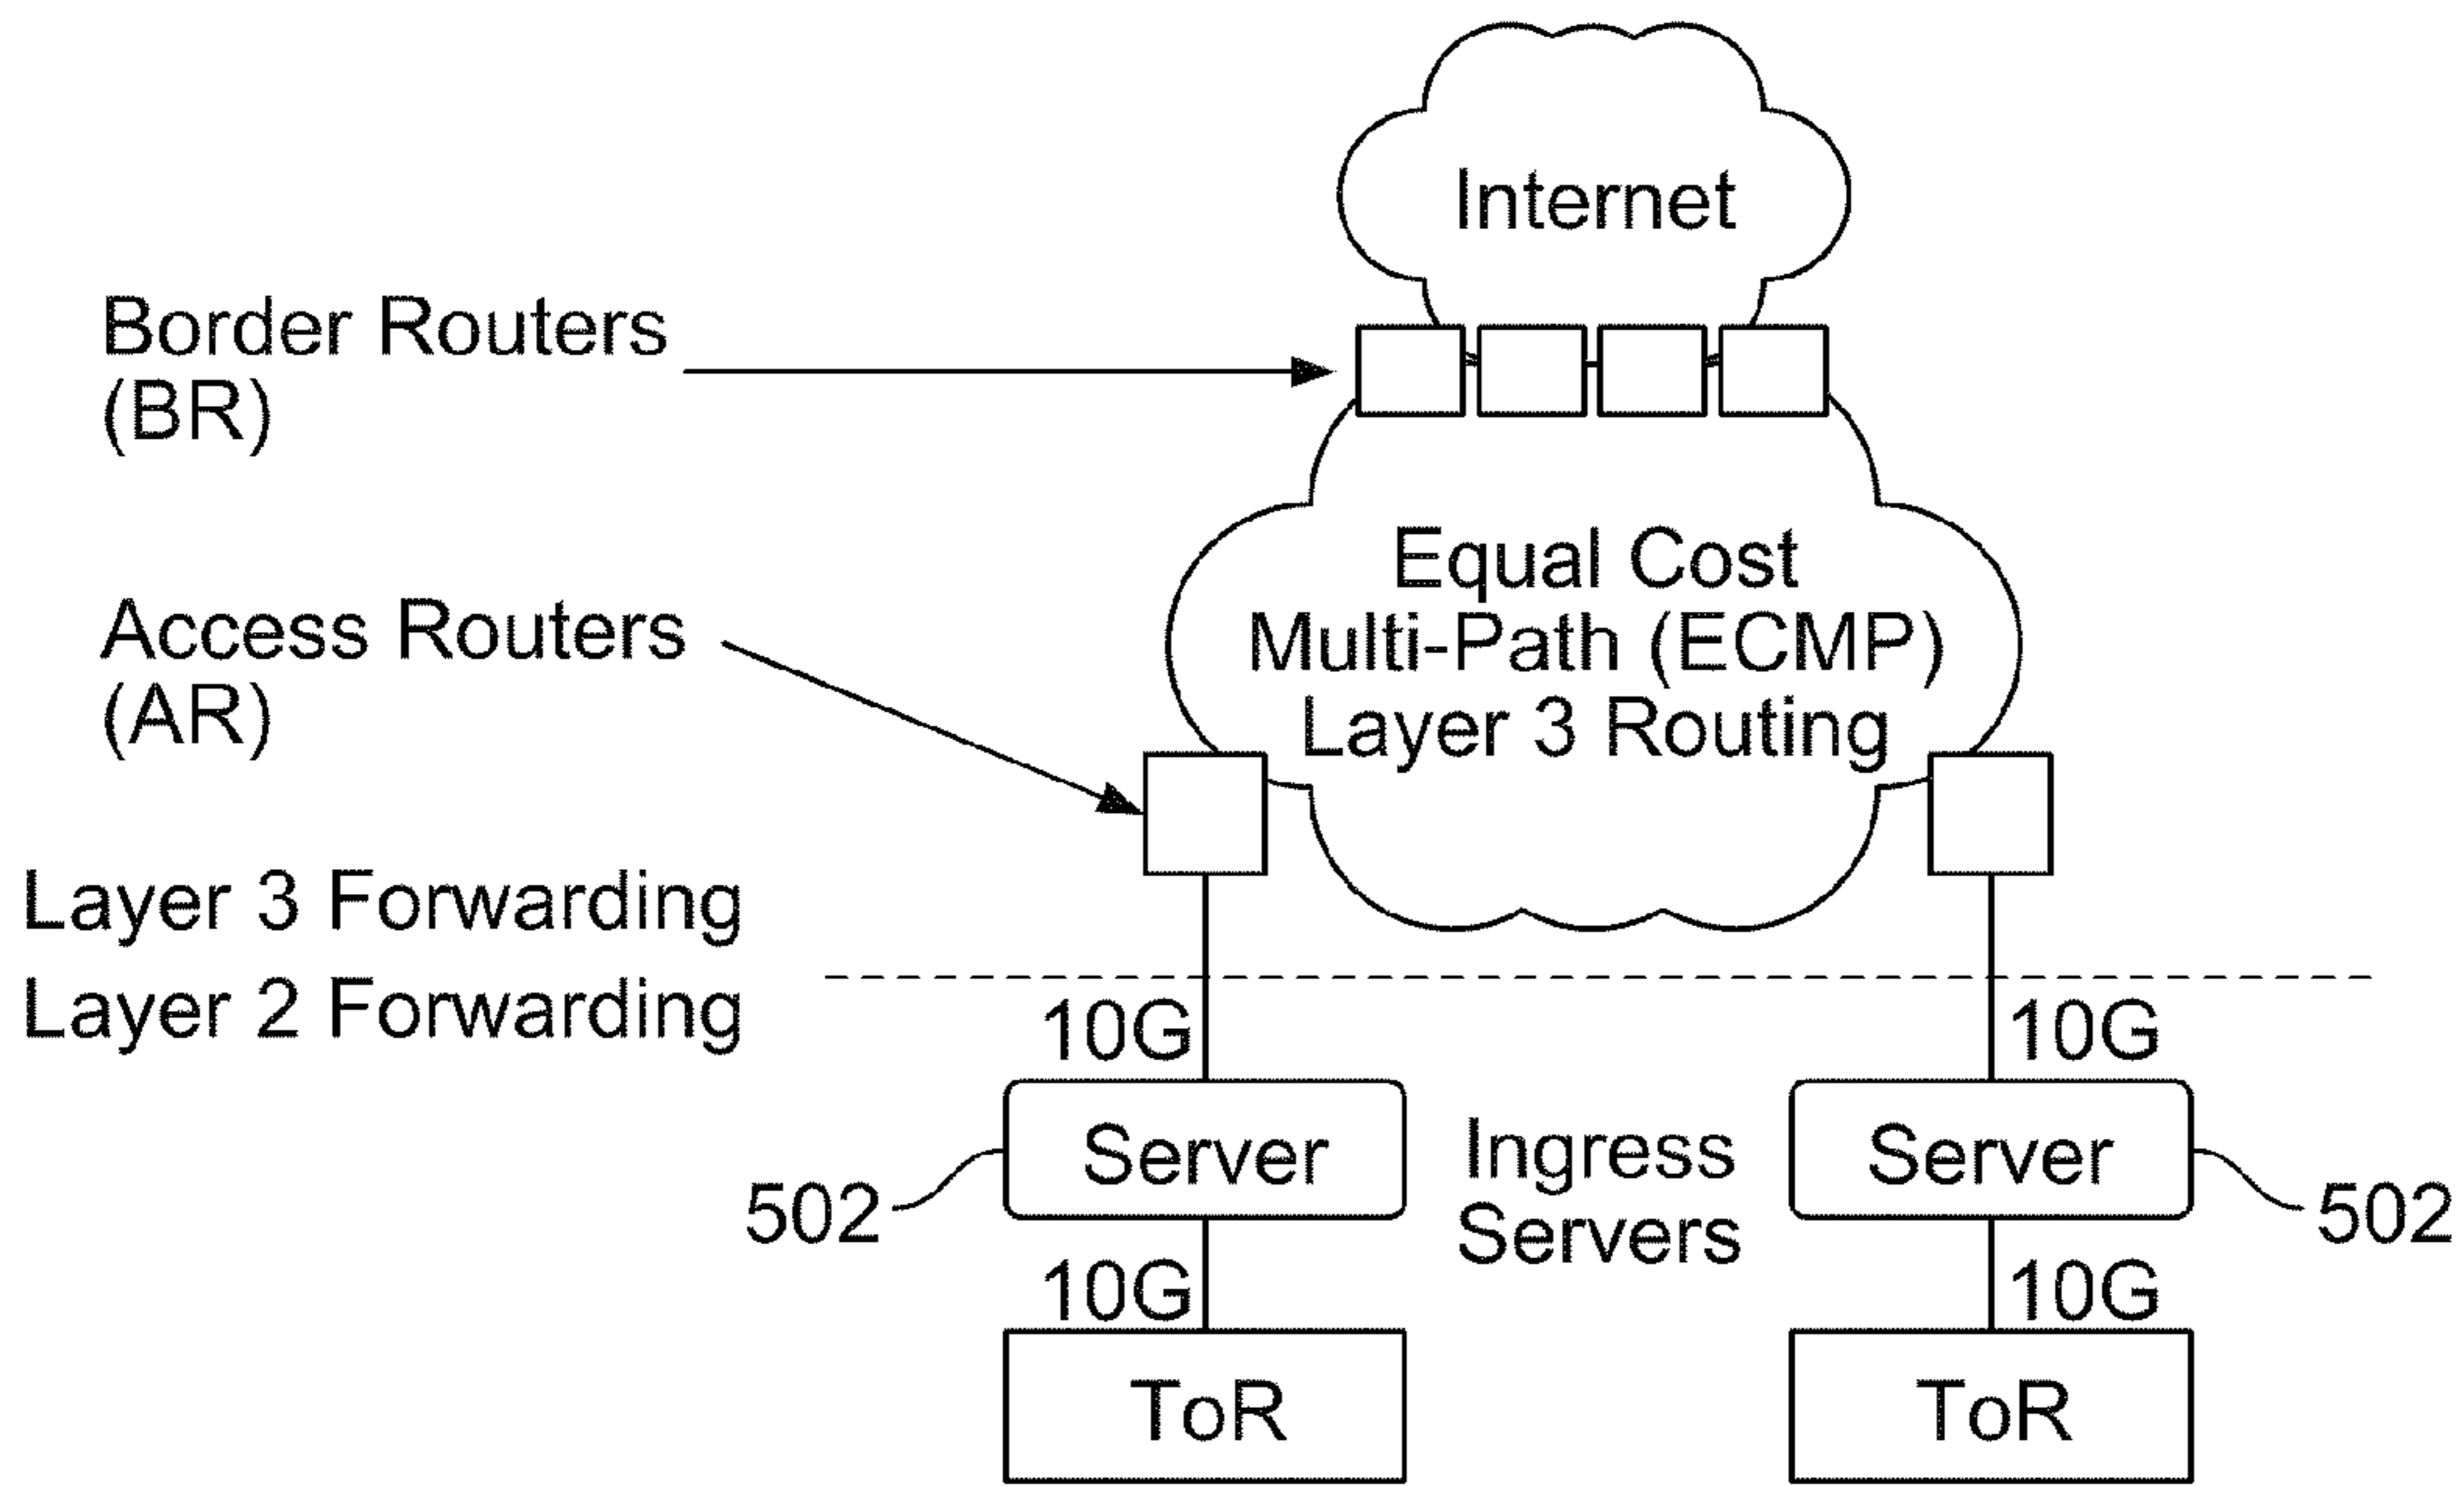 Internet
Border Routers
(BR)
Equal Cost
Multi-Path (ECMP)
Layer 3 Routing
Access Routers
(AR)
Layer 3 Forwarding
Layer 2 Forwarding
10G
10G
Server
Ingress
Servers
Server
502
502
10G
10G
ToR
ToR